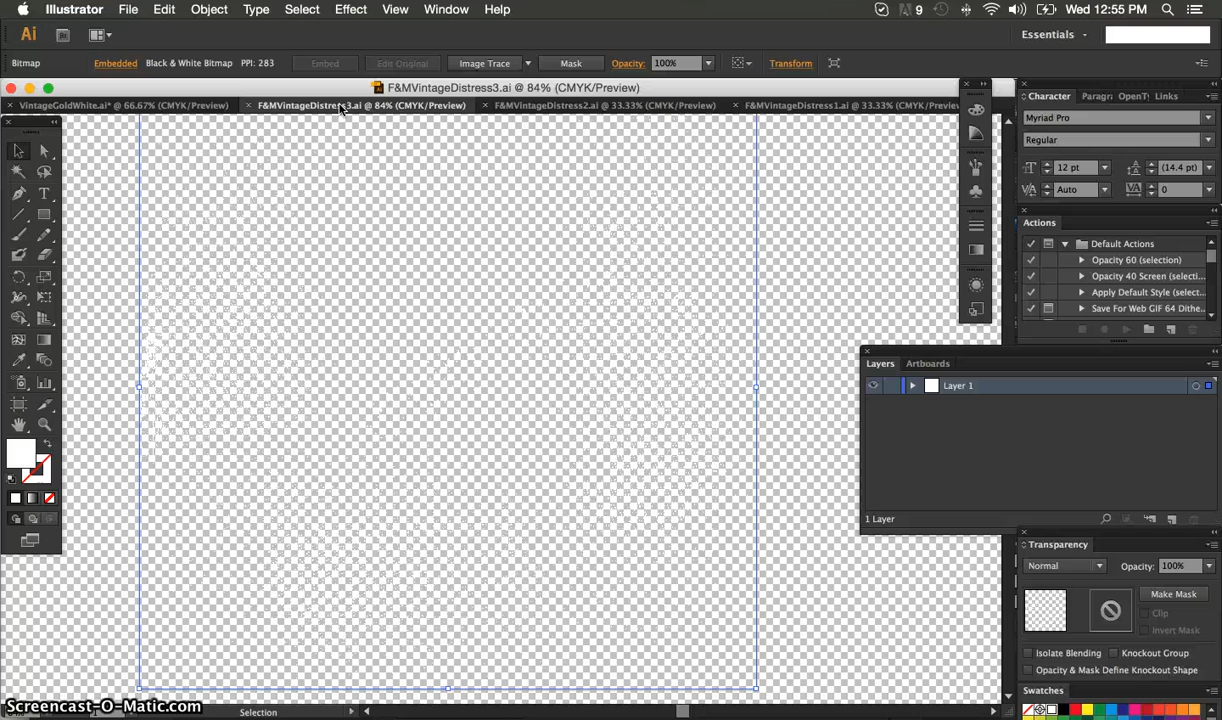 Illustrator File Edit Object Type Select Effect View Window Help 9 Wed 12:55 PM
Ai Essentials
Bitmap Embedded Black & White Bitmap PPI: 283 Embed Edit Original Image Trace Mask Opacity: 100% Transform
F&MVintageDistress3.ai @ 84% (CMYK/Preview)
VintageGoldWhite.ai* @ 66.67% (CMYK/Preview) F&MVintageDistress3.ai @ 84% (CMYK/Preview) F&MVintageDistress2.ai @ 33.33% (CMYK/Preview) F&MVintageDistress1.ai @ 33.33% (CMYK/Preview
Character Paragr OpenT Links
Myriad Pro
Regular
12 pt (14.4 pt)
Auto 0
Actions
Default Actions
Opacity 60 (selection)
Opacity 40 Screen (selecti...
Apply Default Style (select...
Save For Web GIF 64 Dithe...
Layers Artboards
Layer 1
1 Layer
Transparency
Normal Opacity: 100%
Make Mask
Clip
Invert Mask
Isolate Blending Knockout Group
Opacity & Mask Define Knockout Shape
Swatches
Screencast-O-Matic.com
Selection